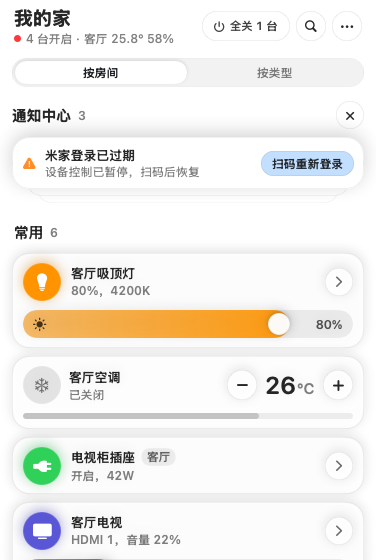 我的家
4 台开启 · 客厅 25.8° 58%
全关 1 台
按房间
按类型
通知中心 3
米家登录已过期
设备控制已暂停，扫码后恢复
扫码重新登录
常用 6
客厅吸顶灯
80%，4200K
80%
客厅空调
已关闭
26°C
电视柜插座 客厅
开启，42W
客厅电视
HDMI 1，音量 22%